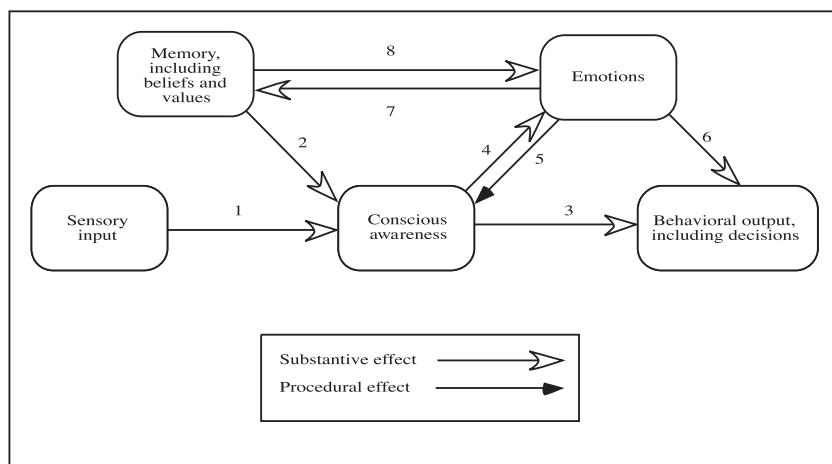 Memory,
including
beliefs and
values
8
Emotions
7
2
4
5
6
Sensory
input
1
Conscious
awareness
3
Behavioral output,
including decisions
Substantive effect
Procedural effect